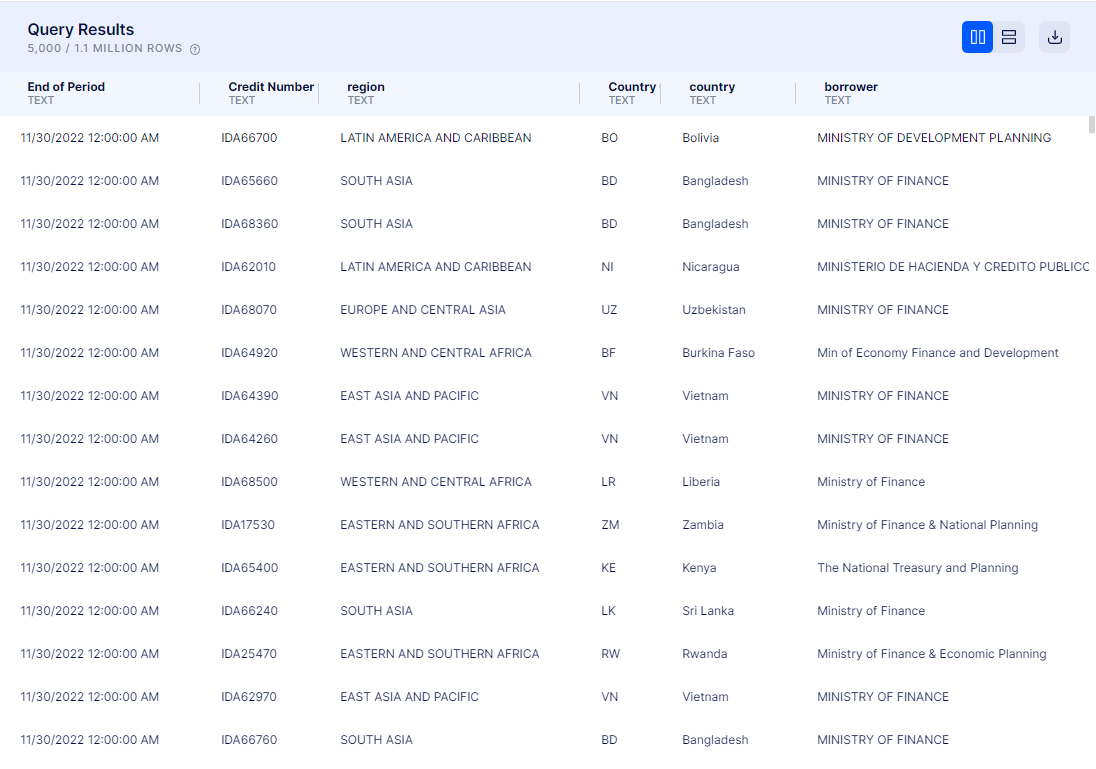 Query Results
5,000 / 1.1 MILLION ROWS ?
End of Period Credit Number region Country country borrower
TEXT TEXT TEXT TEXT TEXT TEXT
11/30/2022 12:00:00 AM IDA66700 LATIN AMERICA AND CARIBBEAN BO Bolivia MINISTRY OF DEVELOPMENT PLANNING
11/30/2022 12:00:00 AM IDA65660 SOUTH ASIA BD Bangladesh MINISTRY OF FINANCE
11/30/2022 12:00:00 AM IDA68360 SOUTH ASIA BD Bangladesh MINISTRY OF FINANCE
11/30/2022 12:00:00 AM IDA62010 LATIN AMERICA AND CARIBBEAN NI Nicaragua MINISTERIO DE HACIENDA Y CREDITO PUBLICO
11/30/2022 12:00:00 AM IDA68070 EUROPE AND CENTRAL ASIA UZ Uzbekistan MINISTRY OF FINANCE
11/30/2022 12:00:00 AM IDA64920 WESTERN AND CENTRAL AFRICA BF Burkina Faso Min of Economy Finance and Development
11/30/2022 12:00:00 AM IDA64390 EAST ASIA AND PACIFIC VN Vietnam MINISTRY OF FINANCE
11/30/2022 12:00:00 AM IDA64260 EAST ASIA AND PACIFIC VN Vietnam MINISTRY OF FINANCE
11/30/2022 12:00:00 AM IDA68500 WESTERN AND CENTRAL AFRICA LR Liberia Ministry of Finance
11/30/2022 12:00:00 AM IDA17530 EASTERN AND SOUTHERN AFRICA ZM Zambia Ministry of Finance & National Planning
11/30/2022 12:00:00 AM IDA65400 EASTERN AND SOUTHERN AFRICA KE Kenya The National Treasury and Planning
11/30/2022 12:00:00 AM IDA66240 SOUTH ASIA LK Sri Lanka Ministry of Finance
11/30/2022 12:00:00 AM IDA25470 EASTERN AND SOUTHERN AFRICA RW Rwanda Ministry of Finance & Economic Planning
11/30/2022 12:00:00 AM IDA62970 EAST ASIA AND PACIFIC VN Vietnam MINISTRY OF FINANCE
11/30/2022 12:00:00 AM IDA66760 SOUTH ASIA BD Bangladesh MINISTRY OF FINANCE